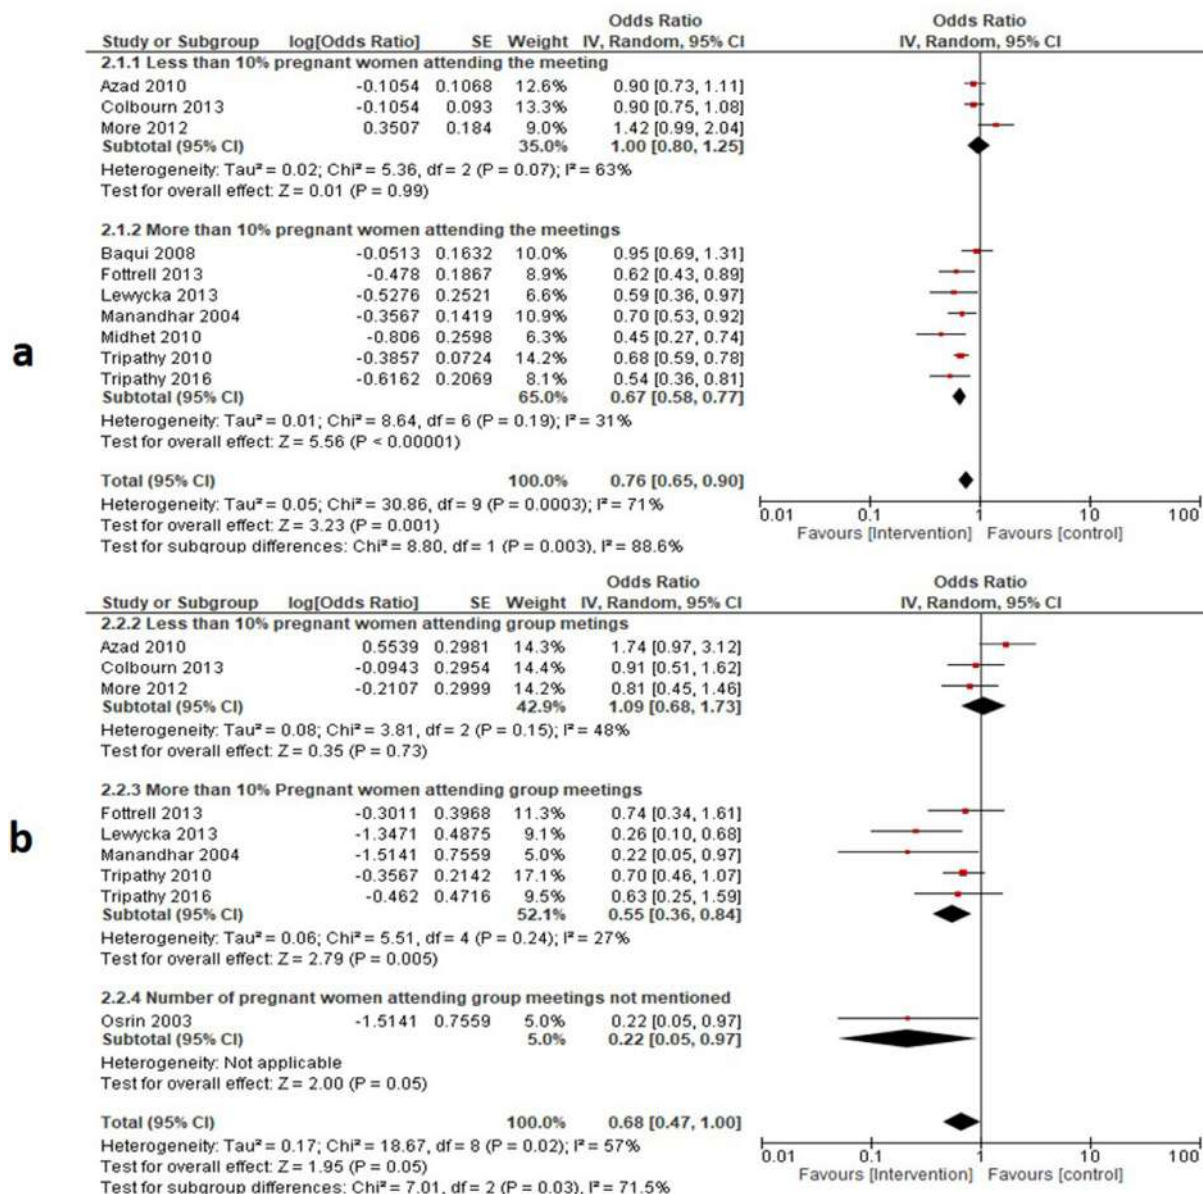 Odds Ratio Odds Ratio
Study or Subgroup log[Odds Ratio] SE Weight IV, Random, 95% CI IV, Random, 95% CI
2.1.1 Less than 10% pregnant women attending the meeting
Azad 2010 -0.1054 0.1068 12.6% 0.90 [0.73, 1.11]
Colbourn 2013 -0.1054 0.093 13.3% 0.90 [0.75, 1.08]
More 2012 0.3507 0.184 9.0% 1.42 [0.99, 2.04]
Subtotal (95% CI) 35.0% 1.00 [0.80, 1.25]
Heterogeneity: Tau² = 0.02; Chi² = 5.36, df = 2 (P = 0.07); I² = 63%
Test for overall effect: Z = 0.01 (P = 0.99)
2.1.2 More than 10% pregnant women attending the meetings
Baqui 2008 -0.0513 0.1632 10.0% 0.95 [0.69, 1.31]
Fottrell 2013 -0.478 0.1867 8.9% 0.62 [0.43, 0.89]
Lewycka 2013 -0.5276 0.2521 6.6% 0.59 [0.36, 0.97]
Manandhar 2004 -0.3567 0.1419 10.9% 0.70 [0.53, 0.92]
Midhet 2010 -0.806 0.2598 6.3% 0.45 [0.27, 0.74]
a
Tripathy 2010 -0.3857 0.0724 14.2% 0.68 [0.59, 0.78]
Tripathy 2016 -0.6162 0.2069 8.1% 0.54 [0.36, 0.81]
Subtotal (95% CI) 65.0% 0.67 [0.58, 0.77]
Heterogeneity: Tau² = 0.01; Chi² = 8.64, df = 6 (P = 0.19); I² = 31%
Test for overall effect: Z = 5.56 (P < 0.00001)
Total (95% CI) 100.0% 0.76 [0.65, 0.90]
Heterogeneity: Tau² = 0.05; Chi² = 30.86, df = 9 (P = 0.0003); I² = 71%
Test for overall effect: Z = 3.23 (P = 0.001)
Test for subgroup differences: Chi² = 8.80, df = 1 (P = 0.003), I² = 88.6%
0.01 0.1 1 10 100
Favours [Intervention] Favours [control]
Odds Ratio Odds Ratio
Study or Subgroup log[Odds Ratio] SE Weight IV, Random, 95% CI IV, Random, 95% CI
2.2.2 Less than 10% pregnant women attending group metings
Azad 2010 0.5539 0.2981 14.3% 1.74 [0.97, 3.12]
Colbourn 2013 -0.0943 0.2954 14.4% 0.91 [0.51, 1.62]
More 2012 -0.2107 0.2999 14.2% 0.81 [0.45, 1.46]
Subtotal (95% CI) 42.9% 1.09 [0.68, 1.73]
Heterogeneity: Tau² = 0.08; Chi² = 3.81, df = 2 (P = 0.15); I² = 48%
Test for overall effect: Z = 0.35 (P = 0.73)
2.2.3 More than 10% Pregnant women attending group meetings
Fottrell 2013 -0.3011 0.3968 11.3% 0.74 [0.34, 1.61]
b
Lewycka 2013 -1.3471 0.4875 9.1% 0.26 [0.10, 0.68]
Manandhar 2004 -1.5141 0.7559 5.0% 0.22 [0.05, 0.97]
Tripathy 2010 -0.3567 0.2142 17.1% 0.70 [0.46, 1.07]
Tripathy 2016 -0.462 0.4716 9.5% 0.63 [0.25, 1.59]
Subtotal (95% CI) 52.1% 0.55 [0.36, 0.84]
Heterogeneity: Tau² = 0.06; Chi² = 5.51, df = 4 (P = 0.24); I² = 27%
Test for overall effect: Z = 2.79 (P = 0.005)
2.2.4 Number of pregnant women attending group meetings not mentioned
Osrin 2003 -1.5141 0.7559 5.0% 0.22 [0.05, 0.97]
Subtotal (95% CI) 5.0% 0.22 [0.05, 0.97]
Heterogeneity: Not applicable
Test for overall effect: Z = 2.00 (P = 0.05)
Total (95% CI) 100.0% 0.68 [0.47, 1.00]
Heterogeneity: Tau² = 0.17; Chi² = 18.67, df = 8 (P = 0.02); I² = 57%
Test for overall effect: Z = 1.95 (P = 0.05)
Test for subgroup differences: Chi² = 7.01, df = 2 (P = 0.03), I² = 71.5%
0.01 0.1 1 10 100
Favours [Intervention] Favours [control]